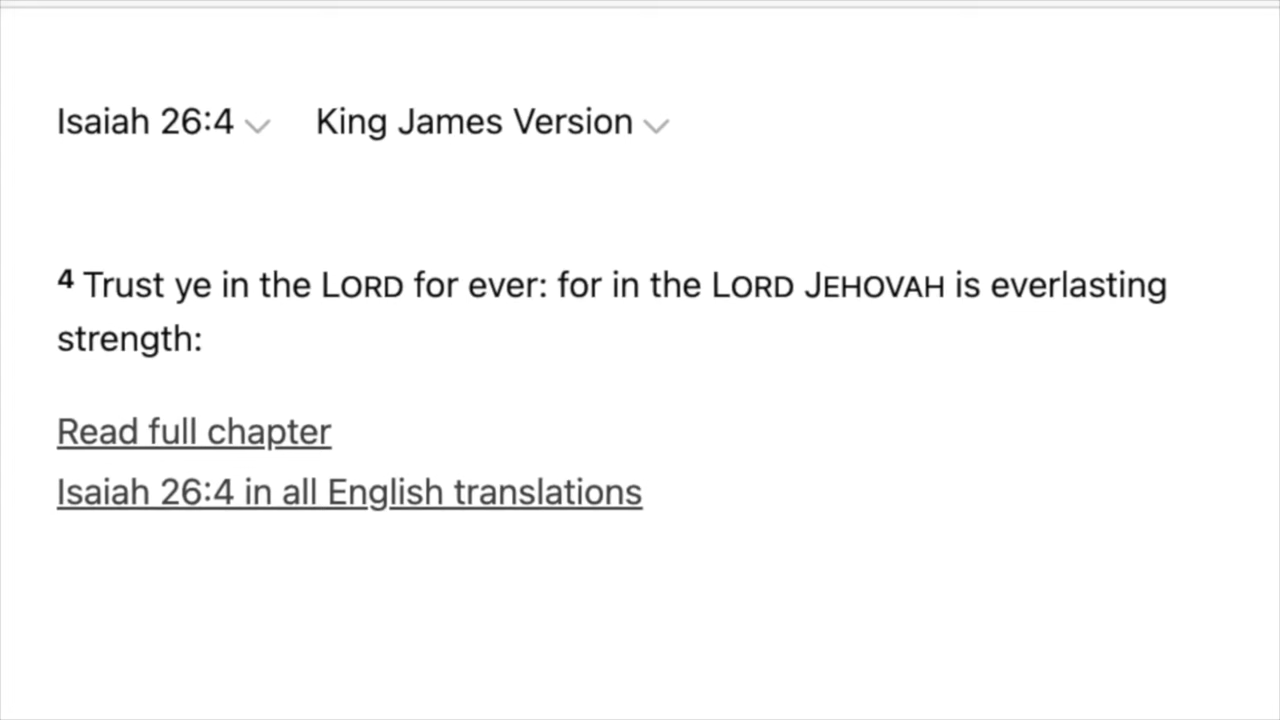 Isaiah 26:4 King James Version
4 Trust ye in the LORD for ever: for in the LORD JEHOVAH is everlasting
strength:
Read full chapter
Isaiah 26:4 in all English translations